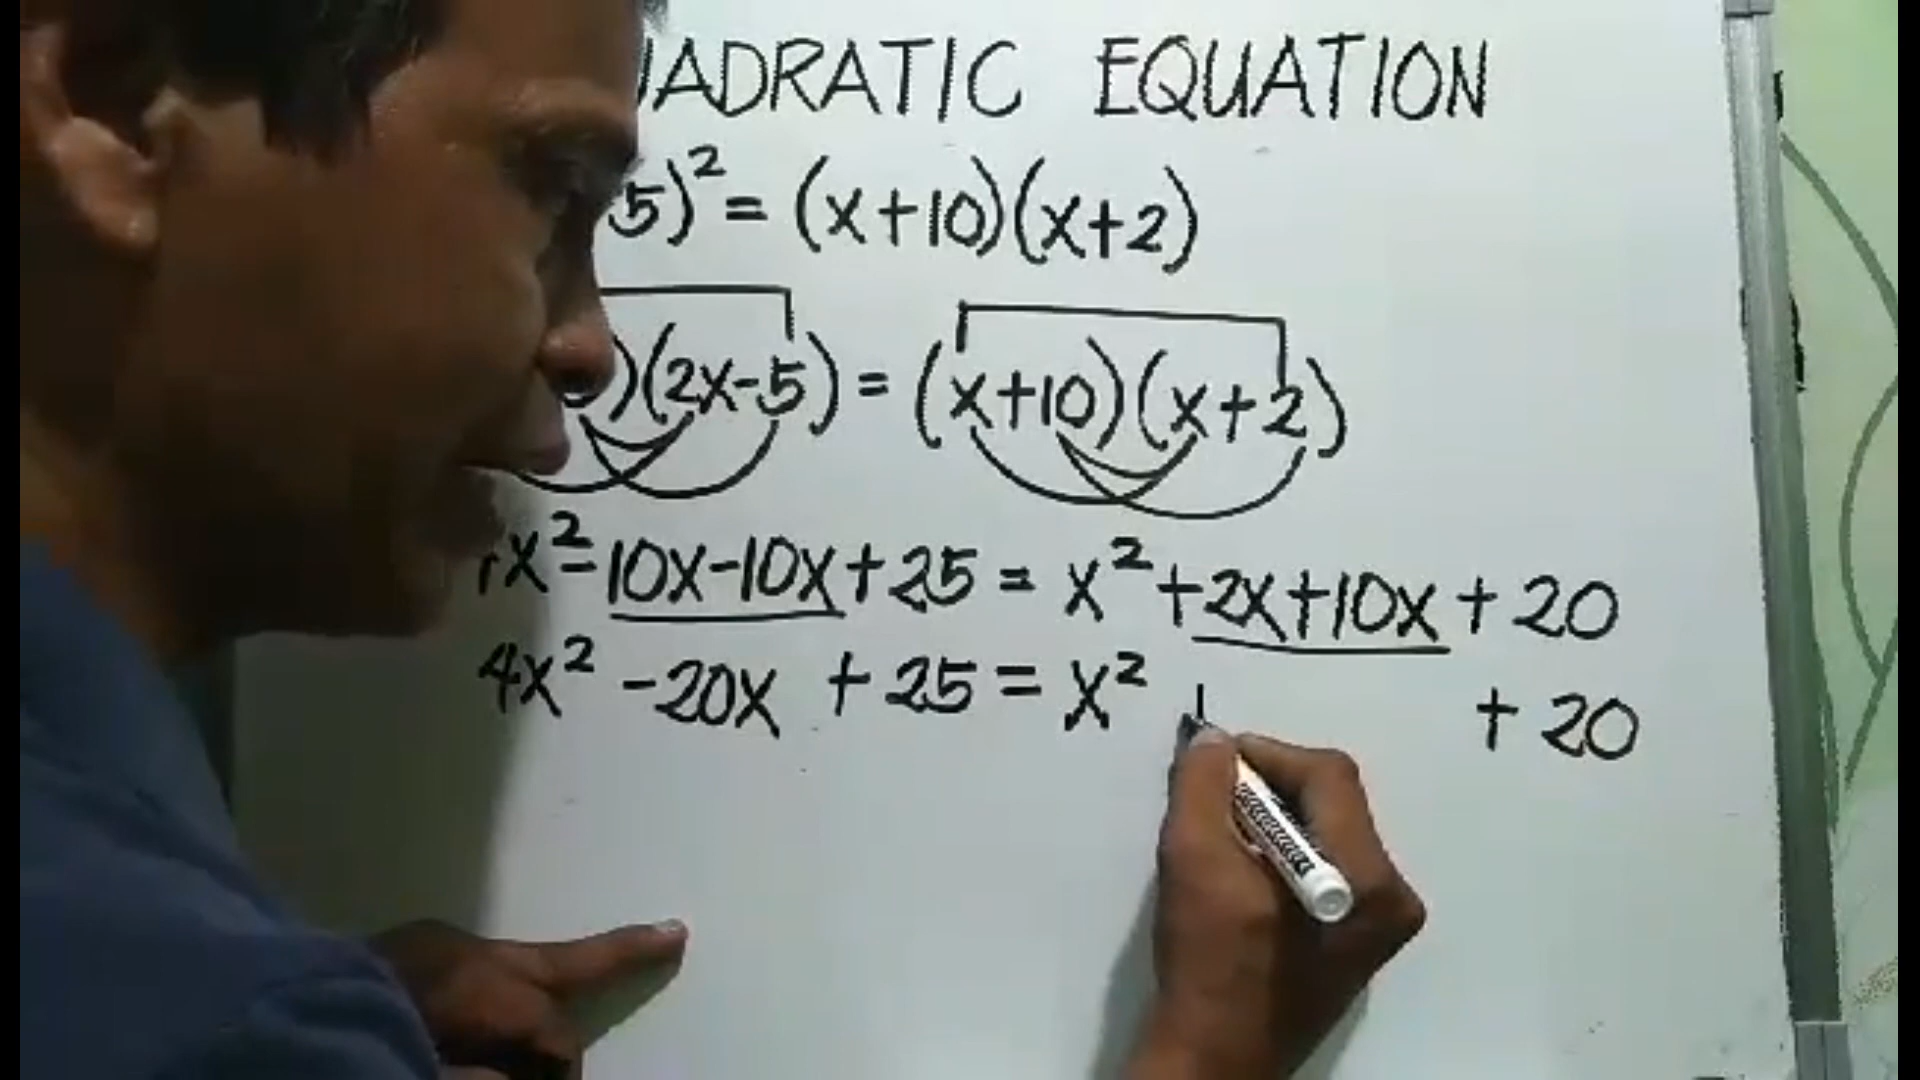 UADRATIC EQUATION
5)² = (x+10)(x+2)
)(2x-5) = (x+10)(x+2)
x²-10x-10x+25 = x²+2x+10x+20
4x² -20x +25 = x² + 20